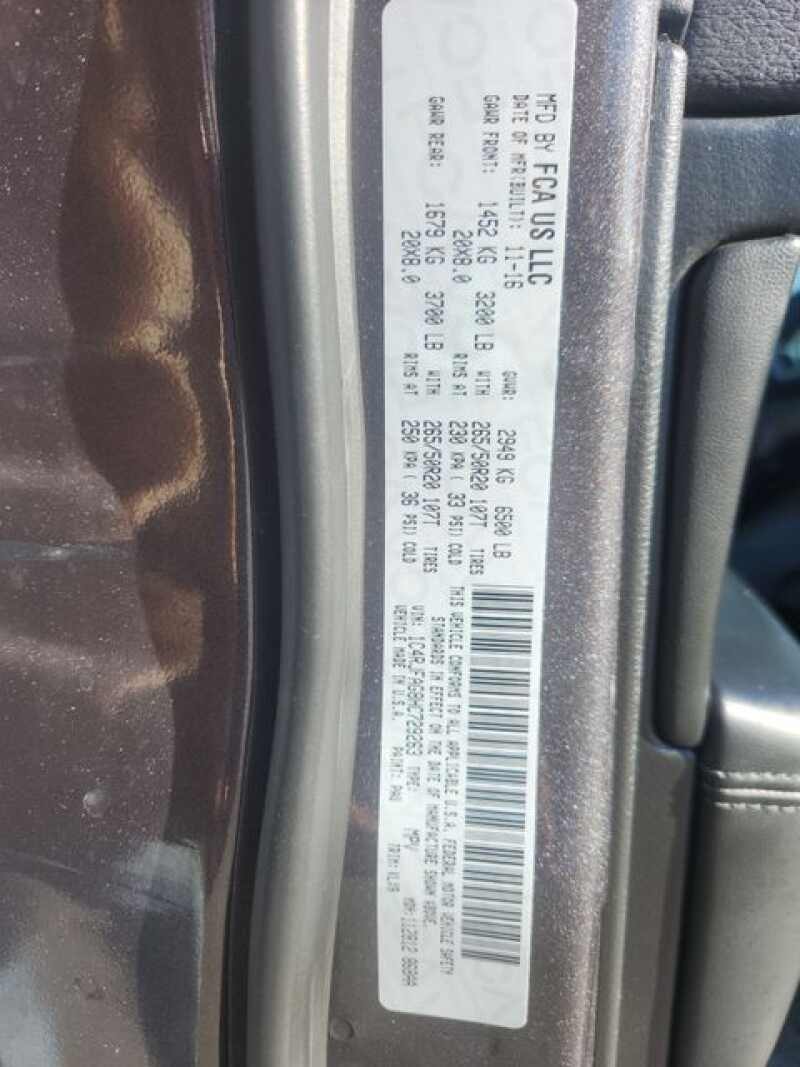 MFD BY FCA US LLC
DATE OF MFR(BUILT): 11-16 GVWR: 2949 KG 6500 LB
GAWR FRONT: 1452 KG 3200 LB WITH 265/50R20 107T TIRES
20X8.0 RIMS AT 230 KPA ( 33 PSI) COLD
GAWR REAR: 1679 KG 3700 LB WITH 265/50R20 107T TIRES
20X8.0 RIMS AT 250 KPA ( 36 PSI) COLD
THIS VEHICLE CONFORMS TO ALL APPLICABLE U.S.A. FEDERAL MOTOR VEHICLE SAFETY
STANDARDS IN EFFECT ON THE DATE OF MANUFACTURE SHOWN ABOVE.
VIN: 1C4RJFAG8HC729263 TYPE: MPV
VEHICLE MADE IN U.S.A. PAINT: PAU TRIM: